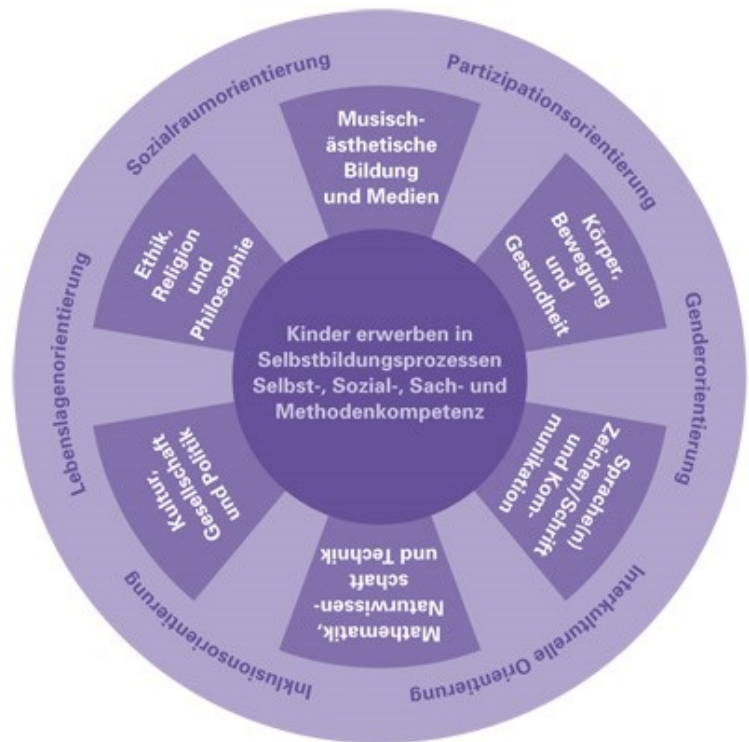 Sozialraumorientierung
Partizipationsorientierung
Genderorientierung
Interkulturelle Orientierung
Inklusionsorientierung
Lebenslagenorientierung
Musisch-
ästhetische
Bildung
und Medien
Körper,
Bewegung
und
Gesundheit
Sprache(n)
Zeichen/Schrift
und Kom-
munikation
Mathematik,
Naturwissen-
schaft
und Technik
Kultur,
Gesellschaft
und Politik
Ethik,
Religion
und
Philosophie
Kinder erwerben in
Selbstbildungsprozessen
Selbst-, Sozial-, Sach- und
Methodenkompetenz